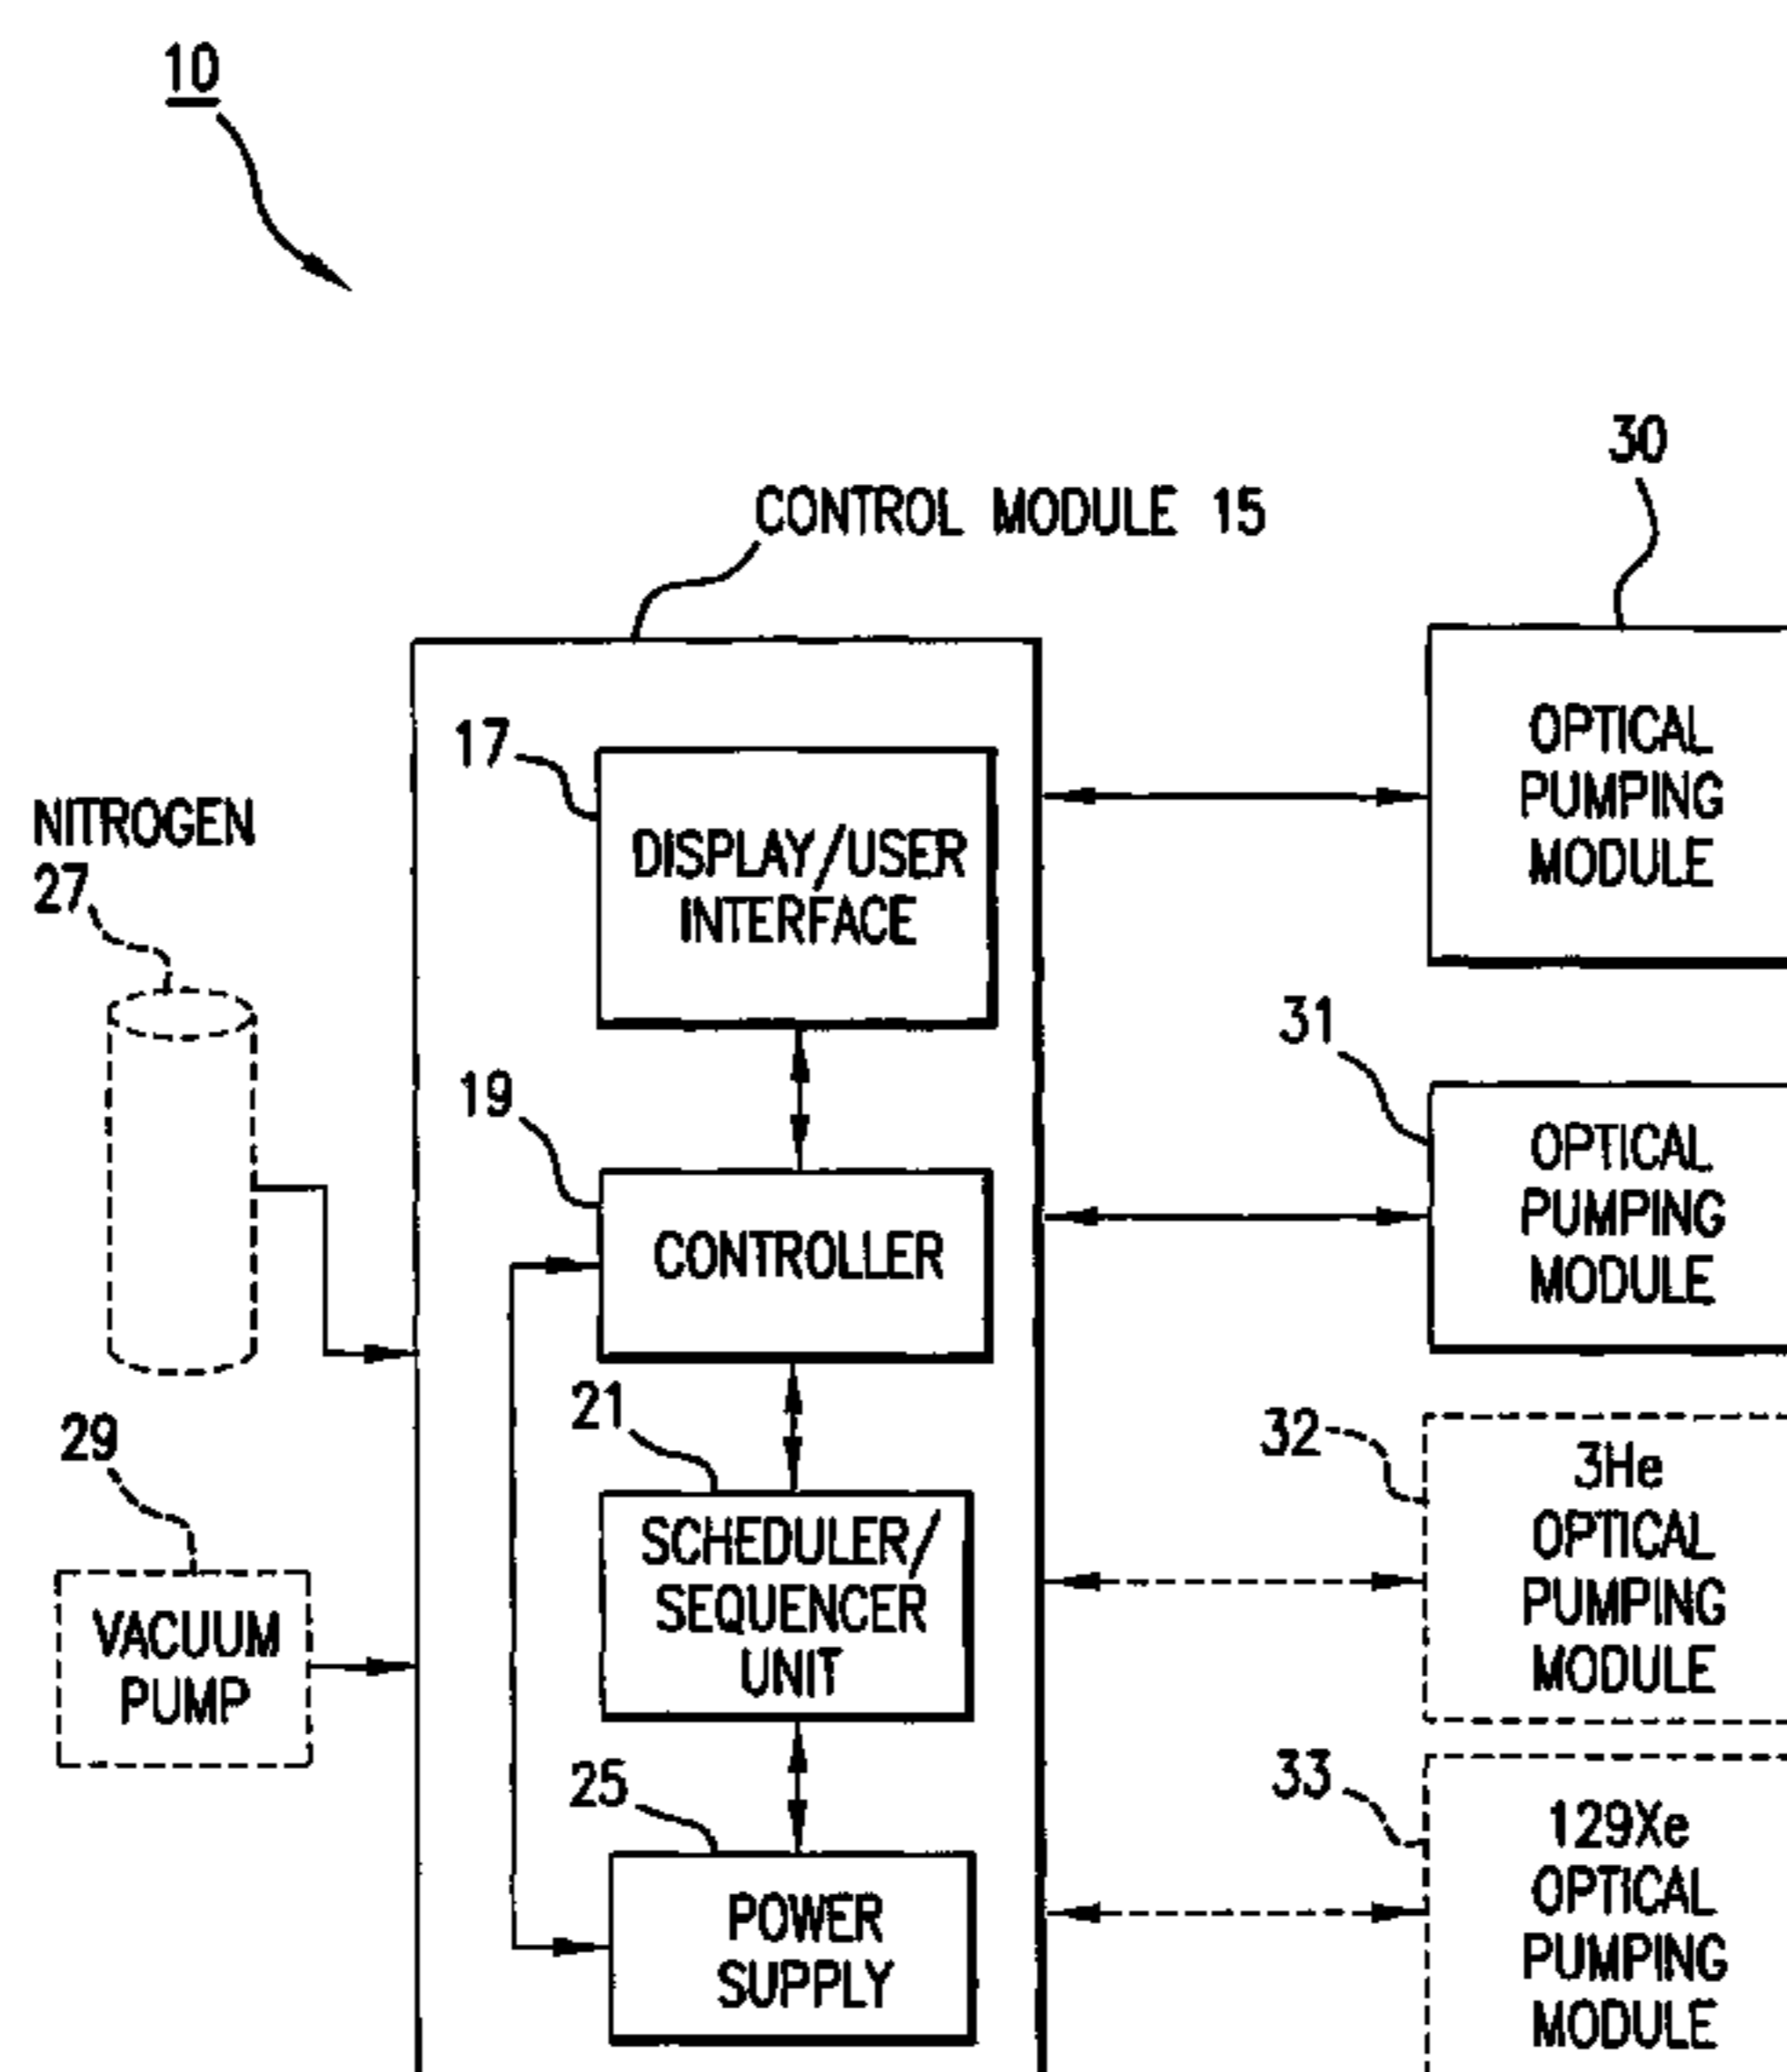 10
CONTROL MODULE 15
30
17
DISPLAY/USER
INTERFACE
OPTICAL
PUMPING
MODULE
NITROGEN
27
19
CONTROLLER
31
OPTICAL
PUMPING
MODULE
29
VACUUM
PUMP
21
SCHEDULER/
SEQUENCER
UNIT
32
3He
OPTICAL
PUMPING
MODULE
25
POWER
SUPPLY
33
129Xe
OPTICAL
PUMPING
MODULE